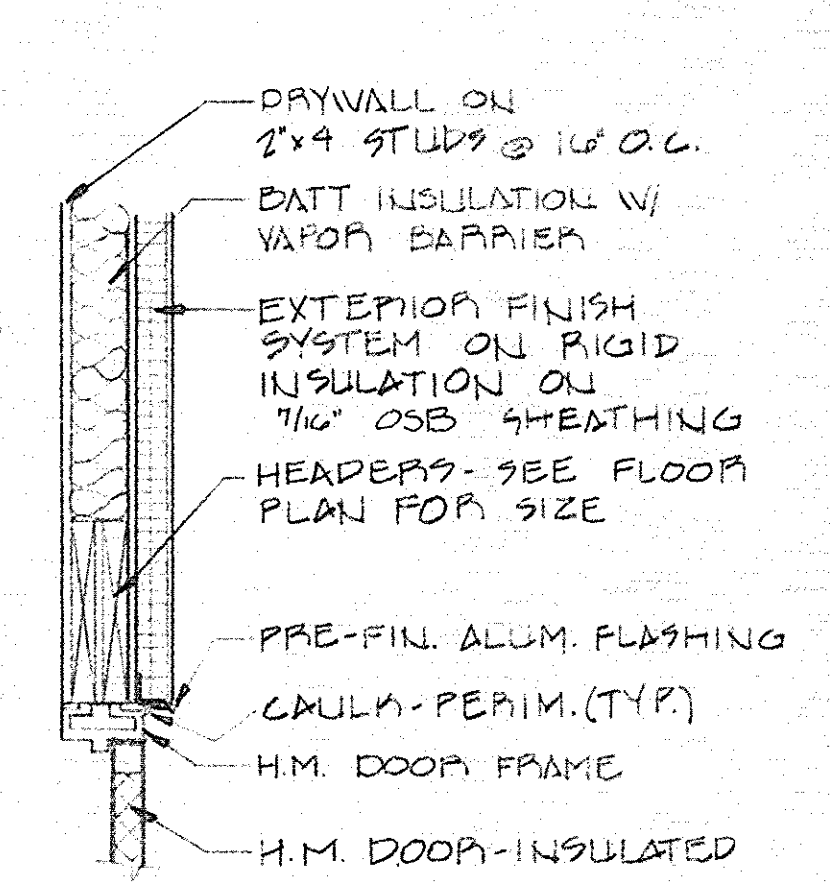 DRYWALL ON
2"x4 STUDS @ 16" O.C.
BATT INSULATION W/
VAPOR BARRIER
EXTERIOR FINISH
SYSTEM ON RIGID
INSULATION ON
7/16" OSB SHEATHING
HEADERS-SEE FLOOR
PLAN FOR SIZE
PRE-FIN. ALUM. FLASHING
CAULK-PERIM.(TYP.)
H.M. DOOR FRAME
H.M. DOOR-INSULATED